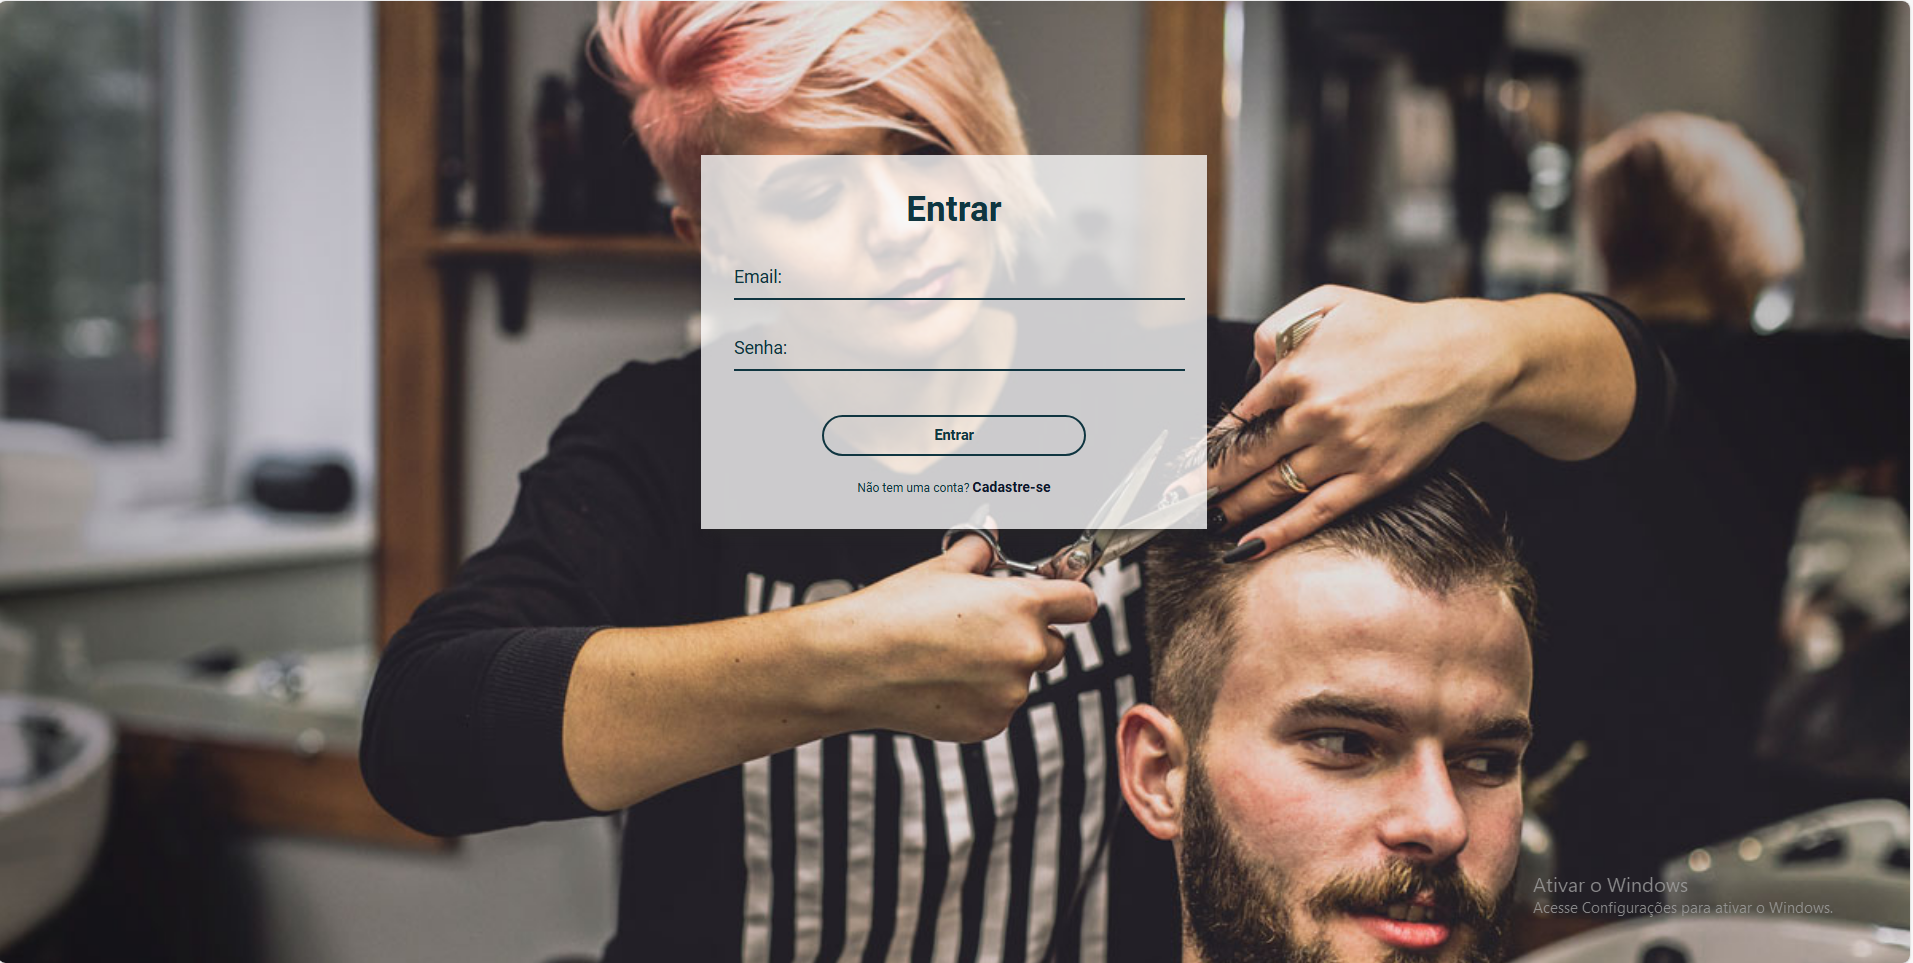 Entrar
Email:
Senha:
Entrar
Não tem uma conta? Cadastre-se
Ativar o Windows
Acesse Configurações para ativar o Windows.